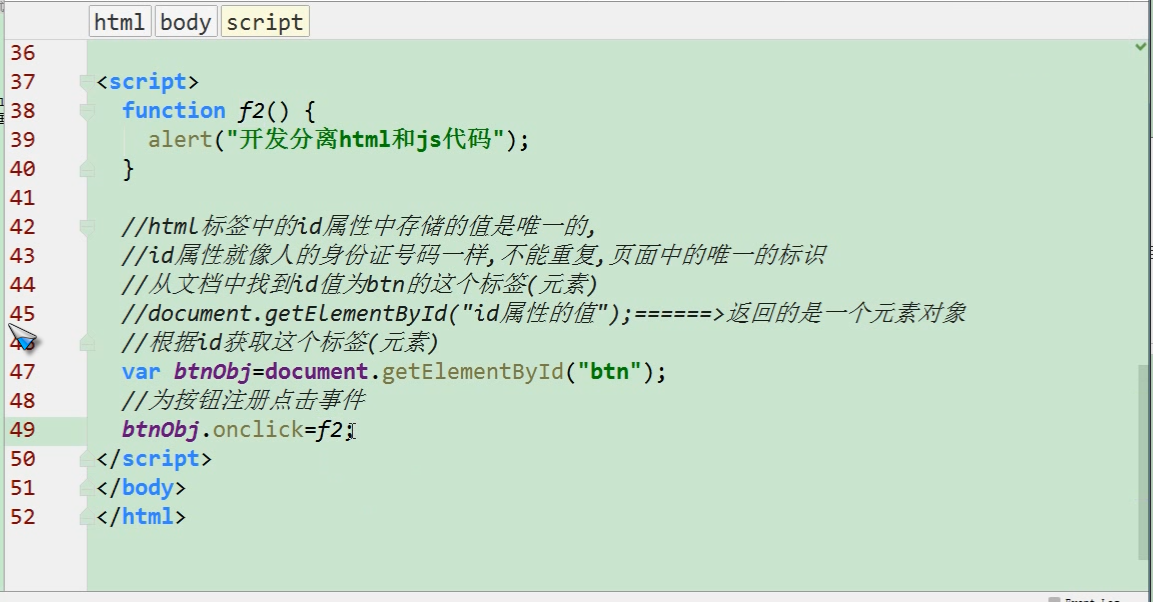 html body script
36
37 <script>
38 function f2() {
39 alert("开发分离html和js代码");
40 }
41
42 //html标签中的id属性中存储的值是唯一的,
43 //id属性就像人的身份证号码一样,不能重复,页面中的唯一的标识
44 //从文档中找到id值为btn的这个标签(元素)
45 //document.getElementById("id属性的值");======>返回的是一个元素对象
46 //根据id获取这个标签(元素)
47 var btnObj=document.getElementById("btn");
48 //为按钮注册点击事件
49 btnObj.onclick=f2;
50 </script>
51 </body>
52 </html>